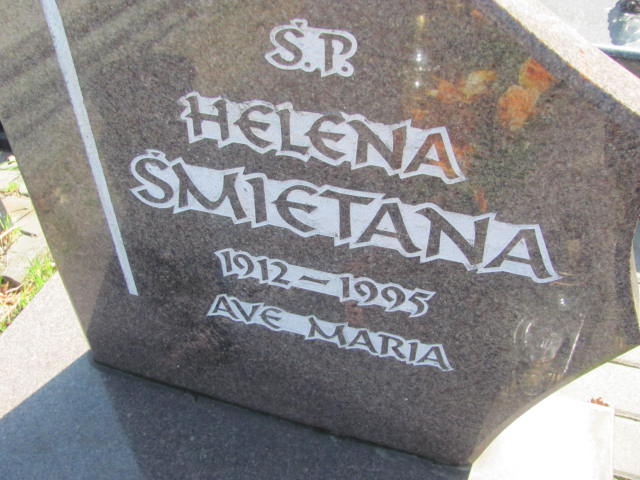 Ś.P.
HELENA
ŚMIETANA
1912-1995
AVE MARIA